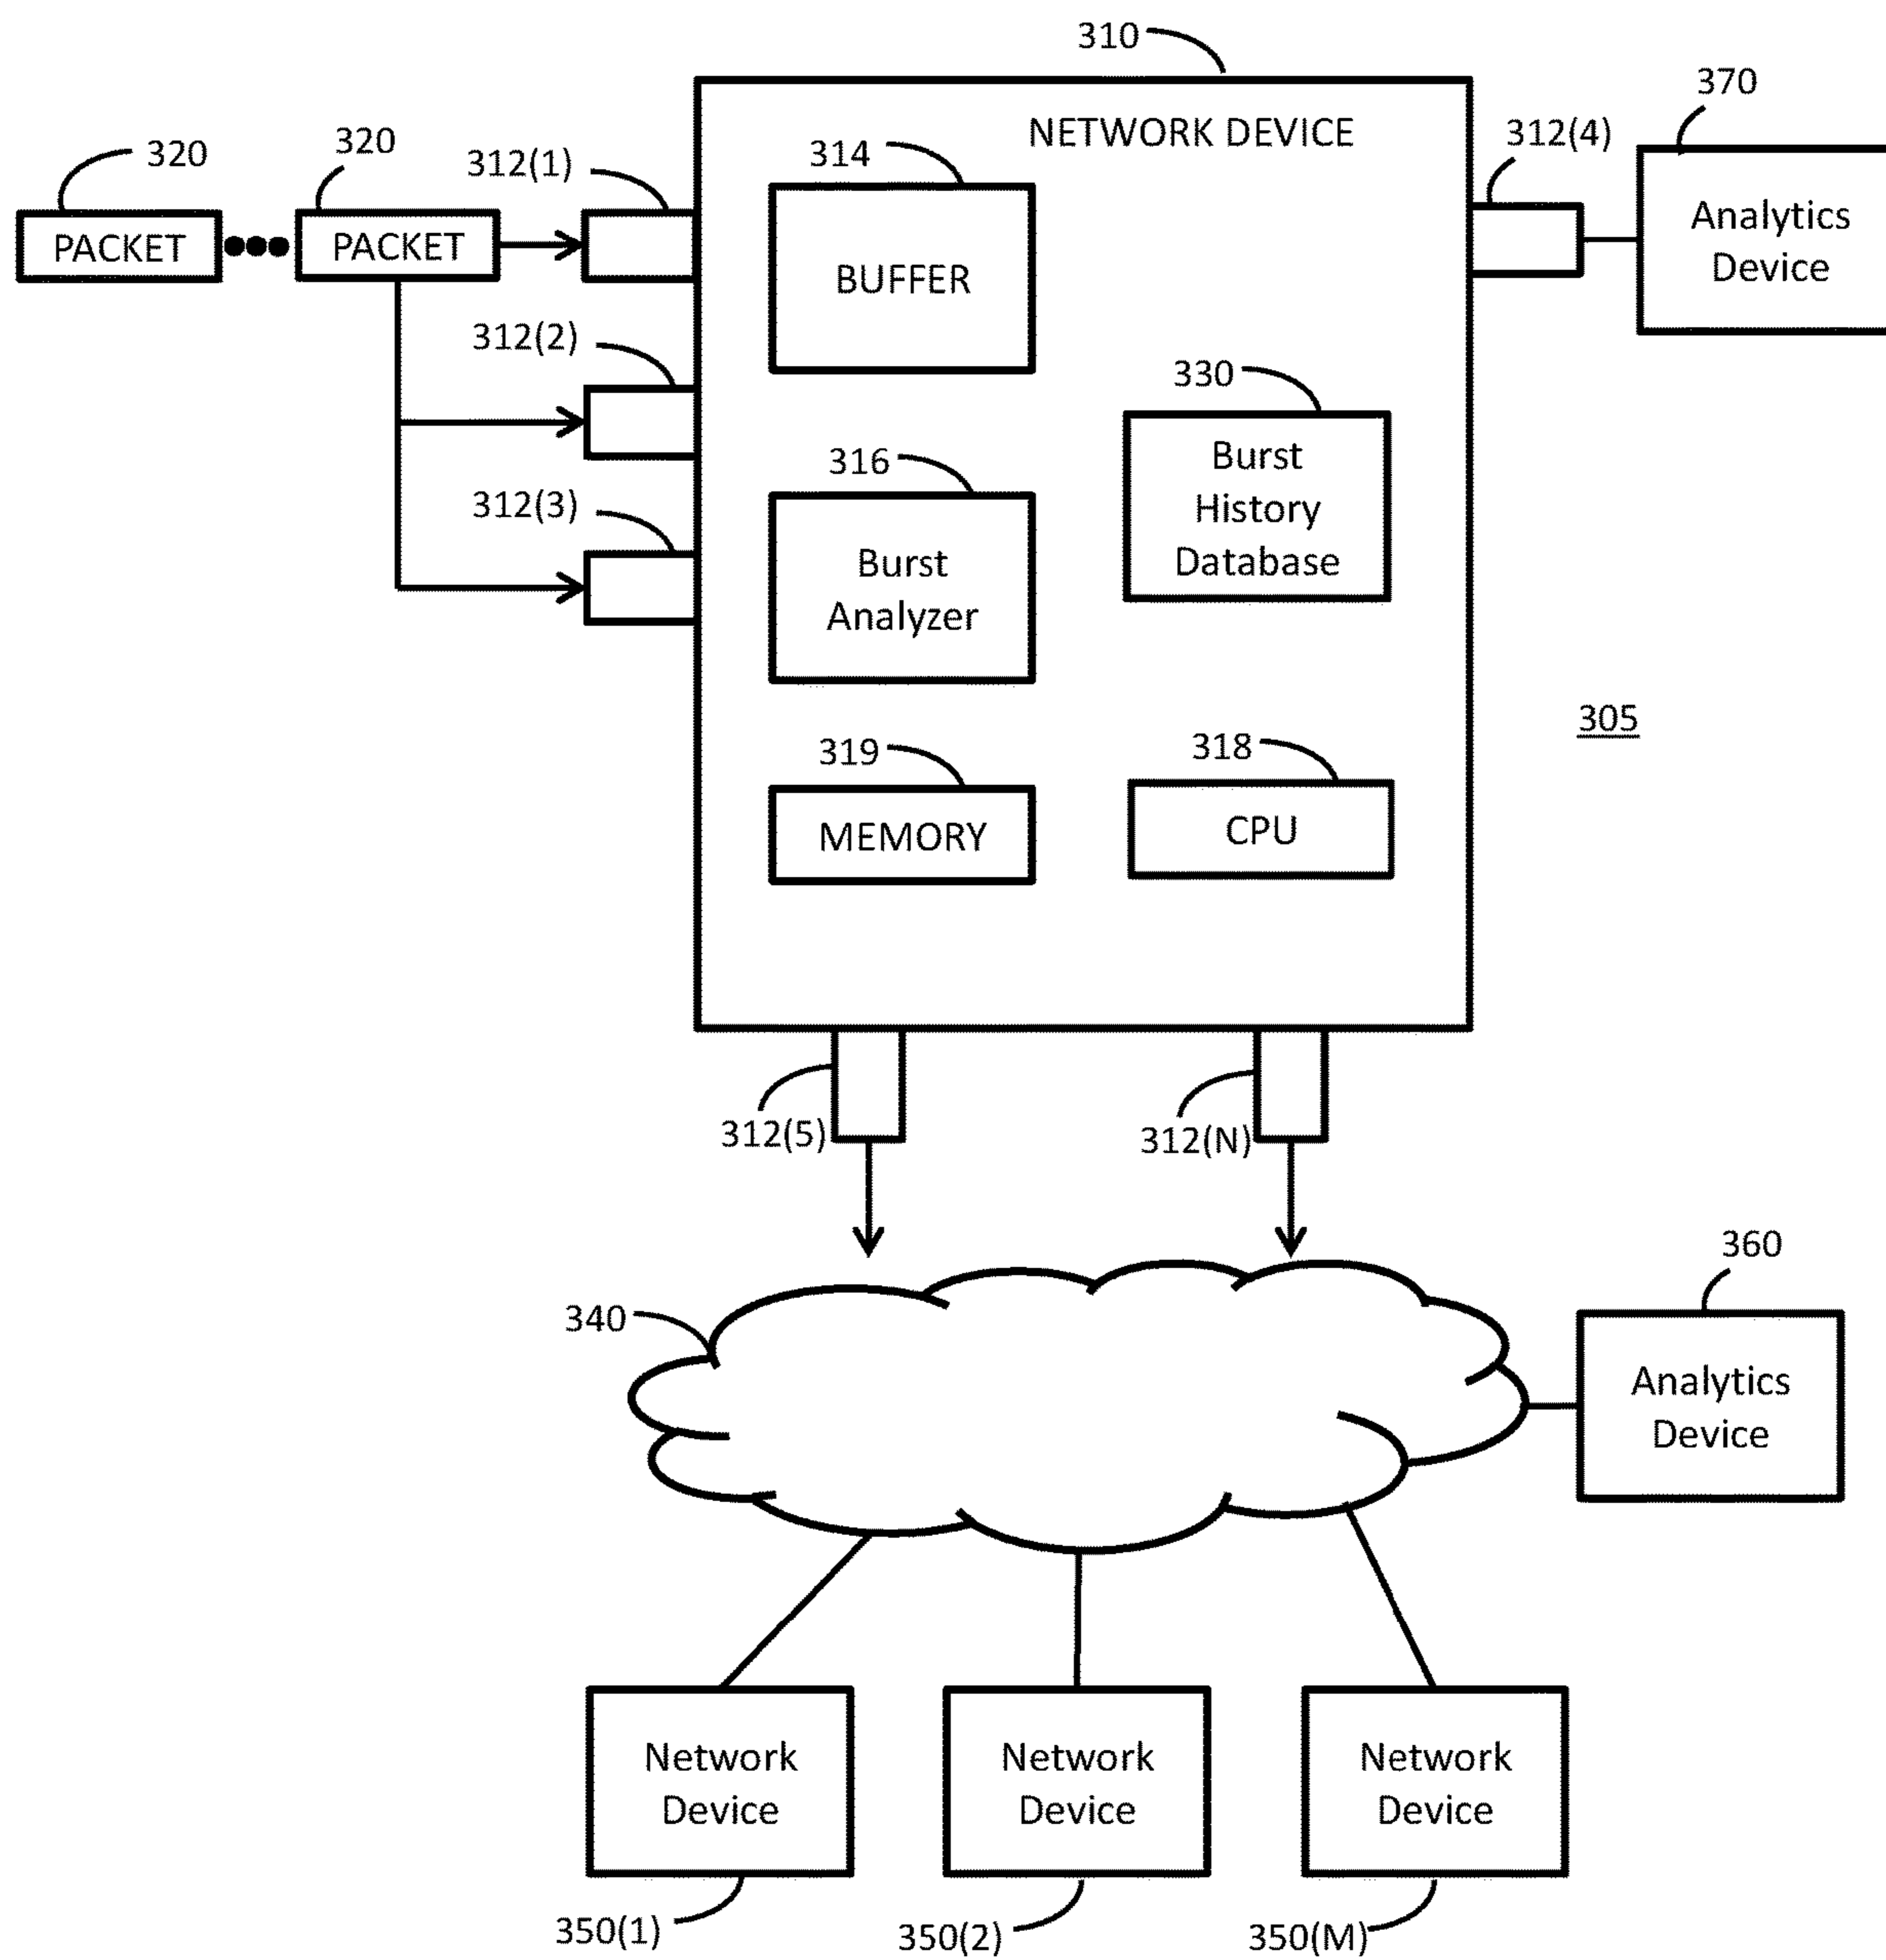 310
370
NETWORK DEVICE
312(4)
320
320
312(1)
314
PACKET
PACKET
BUFFER
Analytics
Device
312(2)
330
Burst
History
Database
316
312(3)
Burst
Analyzer
305
319
318
MEMORY
CPU
312(5)
312(N)
360
340
Analytics
Device
Network
Device
Network
Device
Network
Device
350(1)
350(2)
350(M)